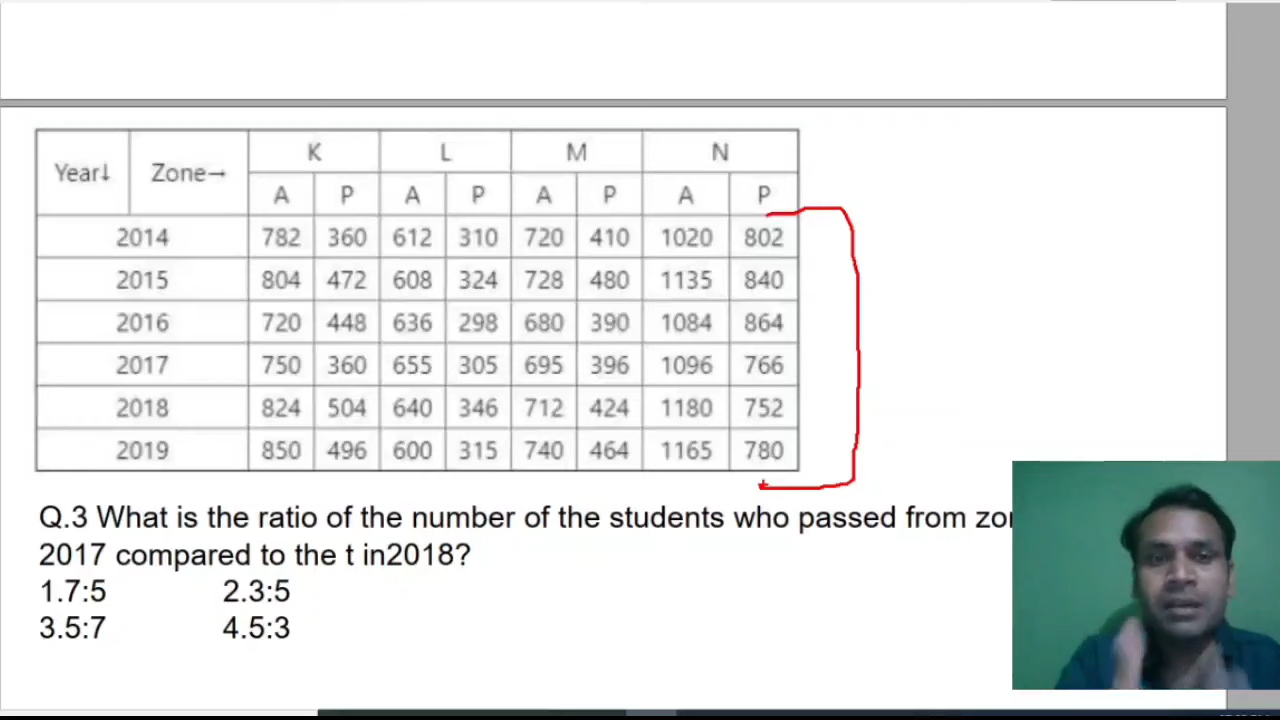 Year↓ Zone→ K L M N
A P A P A P A P
2014 782 360 612 310 720 410 1020 802
2015 804 472 608 324 728 480 1135 840
2016 720 448 636 298 680 390 1084 864
2017 750 360 655 305 695 396 1096 766
2018 824 504 640 346 712 424 1180 752
2019 850 496 600 315 740 464 1165 780
Q.3 What is the ratio of the number of the students who passed from
2017 compared to the t in2018?
1.7:5 2.3:5
3.5:7 4.5:3